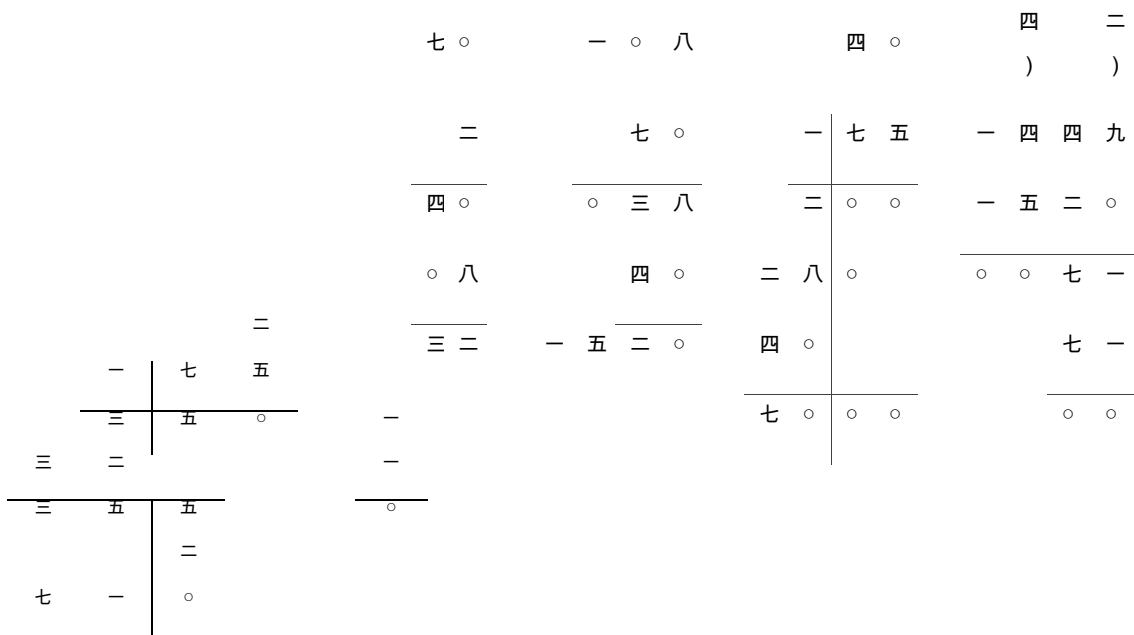 四 二
七 ○ 一 ○ 八 四 ○
) )
二 七 ○ 一 七 五 一 四 四 九
四 ○ ○ 三 八 二 ○ ○ 一 五 二 ○
○ 八 四 ○ 二 八 ○ ○ ○ 七 一
二
三 二 一 五 二 ○ 四 ○ 七 一
一 七 五
三 五 ○ 一 七 ○ ○ ○ ○ ○
三 二 一
三 五 五 ○
二
七 一 ○